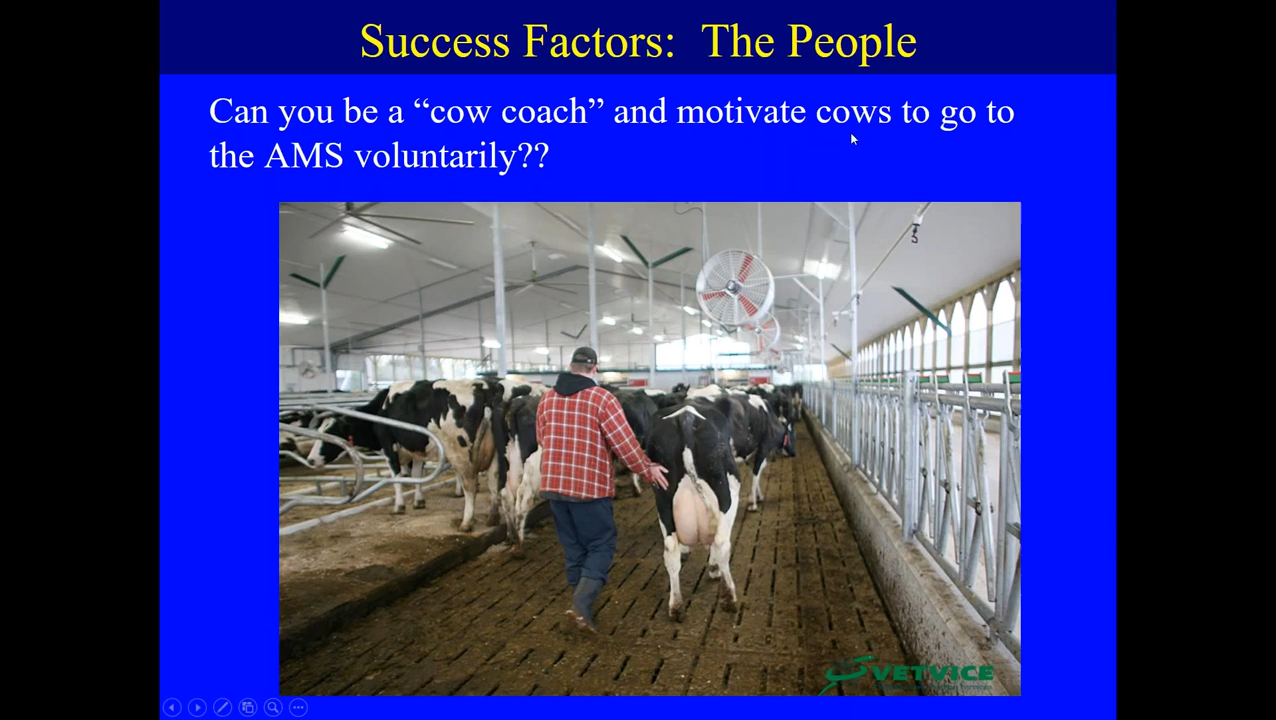 Success Factors:  The People
Can you be a “cow coach” and motivate cows to go to
the AMS voluntarily??
VETVICE